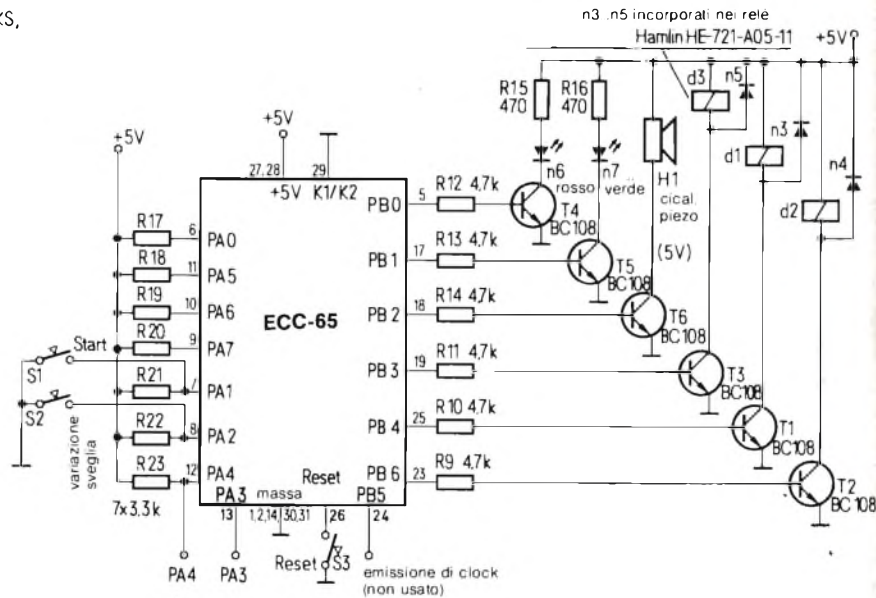 KS,
n3 .n5 incorporati nei relè
Hamlin HE-721-A05-11
+5V
R15
470
R16
470
d3
n5
n3
d1
n4
d2
n6
rosso
n7
verde
H1
cical.
piezo
(5V)
+5V
+5V
27,28
29
+5V
K1/K2
R17
6
PA0
R18
11
PA5
R19
10
PA6
R20
9
PA7
R21
7
PA1
R22
8
PA2
R23
12
PA4
7x3,3k
ECC-65
S1
Start
S2
variazione
sveglia
PB0
5
R12 4,7k
T4
BC108
PB1
17
R13 4,7k
T5
BC108
PB2
18
R14 4,7k
T6
BC108
PB3
19
R11 4,7k
T3
BC108
PB4
25
R10 4,7k
T1
BC108
PB6
23
R9 4,7k
T2
BC108
Reset
PA3
massa
PB5
13
1,2,14,30,31
26
24
Reset
S3
PA4
PA3
emissione di clock
(non usato)